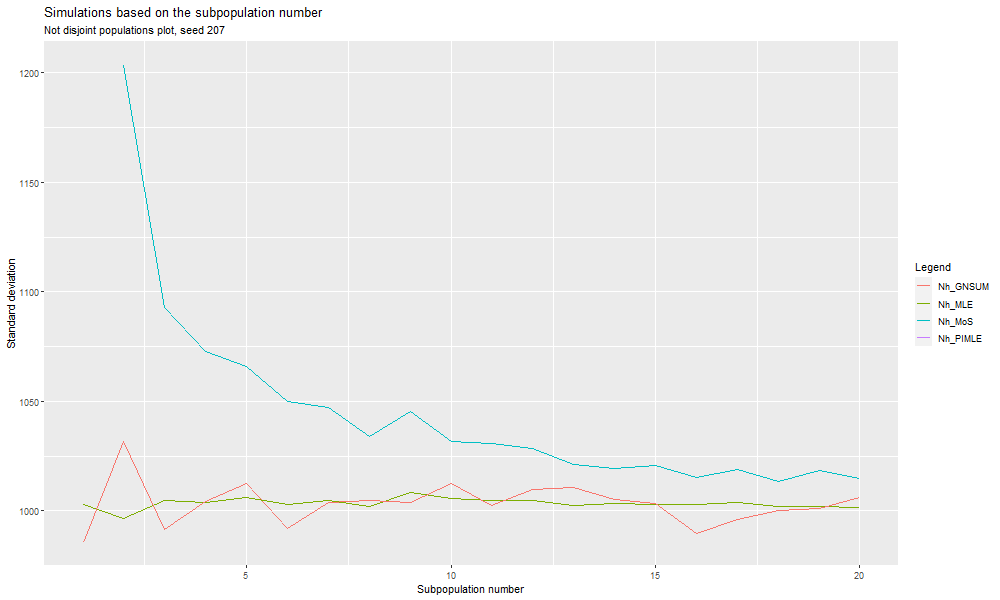 Simulations based on the subpopulation number
Not disjoint populations plot, seed 207
Standard deviation
1200
1150
1100
1050
1000
5
10
15
20
Subpopulation number
Legend
Nh_GNSUM
Nh_MLE
Nh_MoS
Nh_PIMLE